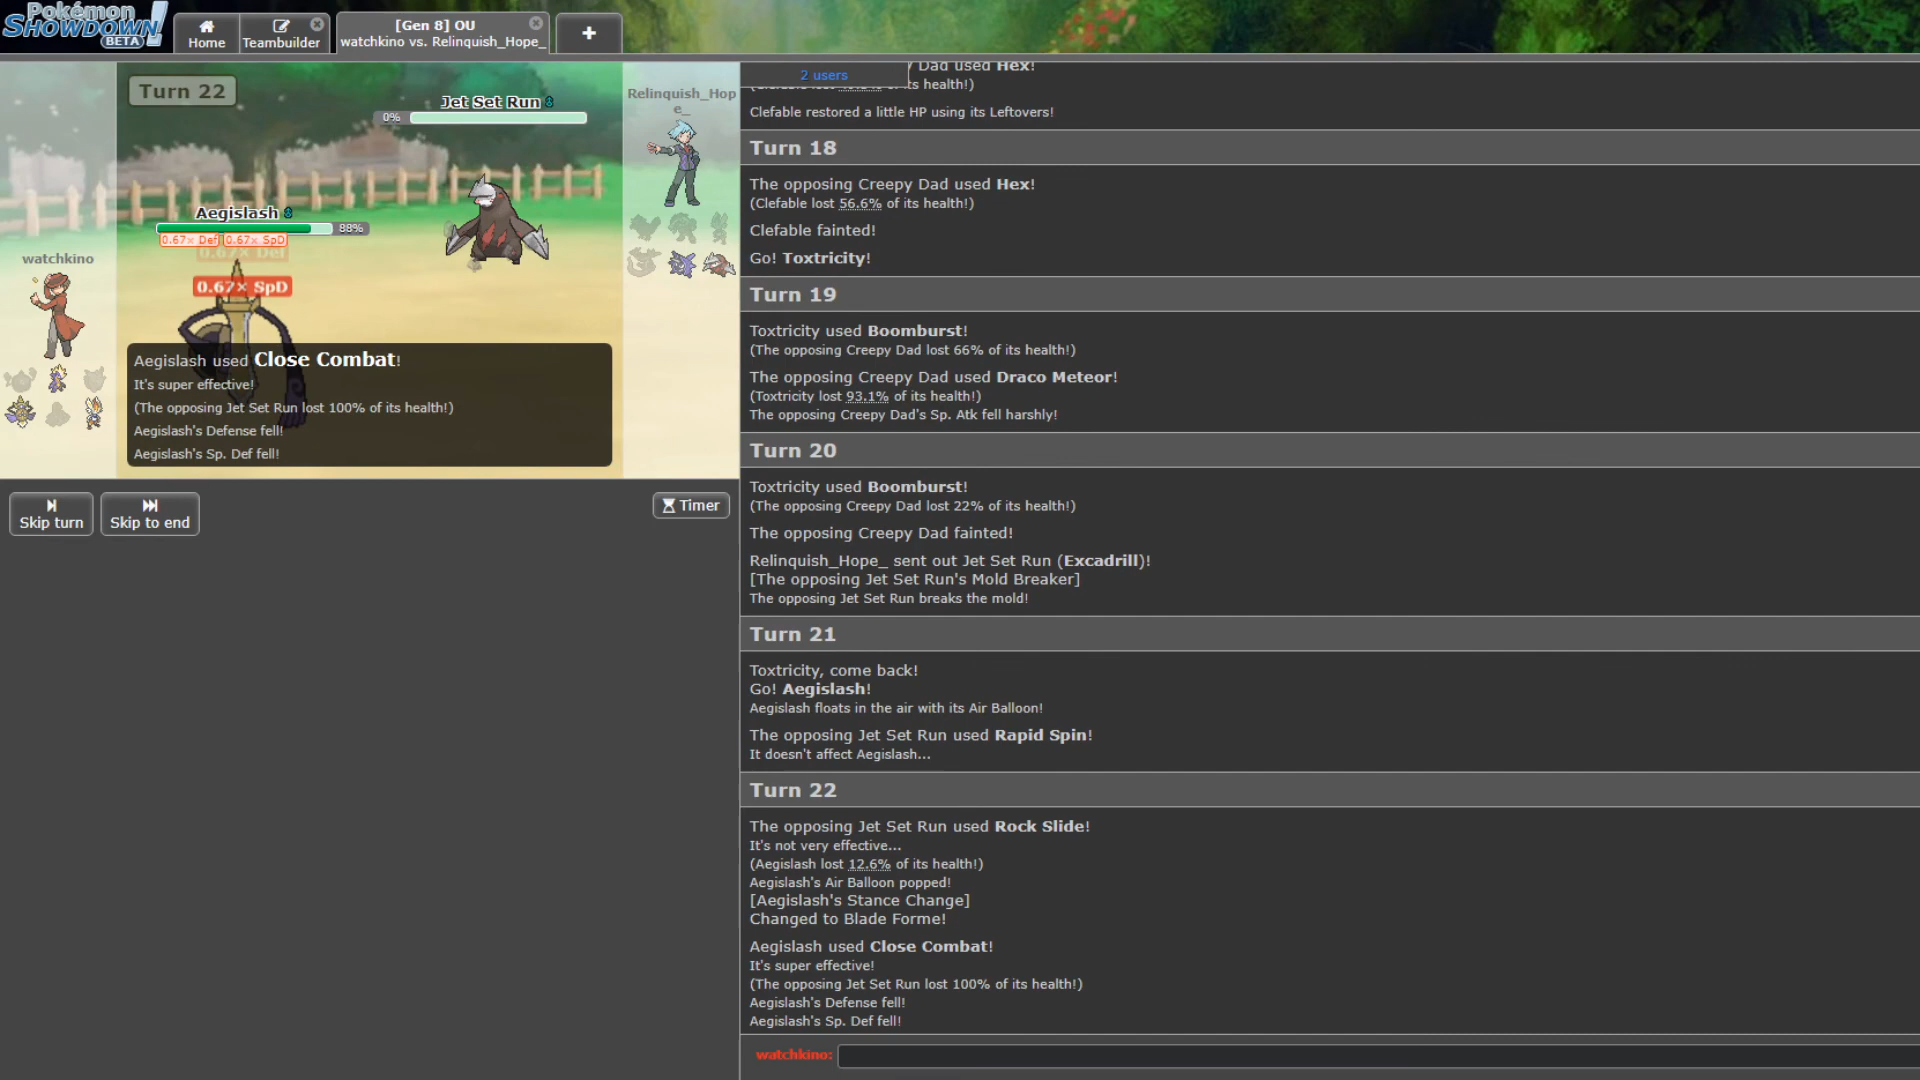 Pokémon
SHOWDOWN!
BETA
Home
Teambuilder
[Gen 8] OU
watchkino vs. Relinquish_Hope_
+
Turn 22
Jet Set Run
0%
Aegislash
88%
0.67× Def 0.67× SpD
0.67× Def
0.67× SpD
watchkino
Relinquish_Hop
e_
Aegislash used Close Combat!
It's super effective!
(The opposing Jet Set Run lost 100% of its health!)
Aegislash's Defense fell!
Aegislash's Sp. Def fell!
Skip turn
Skip to end
Timer
2 users
Dad used Hex!
ts health!)
Clefable restored a little HP using its Leftovers!
Turn 18
The opposing Creepy Dad used Hex!
(Clefable lost 56.6% of its health!)
Clefable fainted!
Go! Toxtricity!
Turn 19
Toxtricity used Boomburst!
(The opposing Creepy Dad lost 66% of its health!)
The opposing Creepy Dad used Draco Meteor!
(Toxtricity lost 93.1% of its health!)
The opposing Creepy Dad's Sp. Atk fell harshly!
Turn 20
Toxtricity used Boomburst!
(The opposing Creepy Dad lost 22% of its health!)
The opposing Creepy Dad fainted!
Relinquish_Hope_ sent out Jet Set Run (Excadrill)!
[The opposing Jet Set Run's Mold Breaker]
The opposing Jet Set Run breaks the mold!
Turn 21
Toxtricity, come back!
Go! Aegislash!
Aegislash floats in the air with its Air Balloon!
The opposing Jet Set Run used Rapid Spin!
It doesn't affect Aegislash...
Turn 22
The opposing Jet Set Run used Rock Slide!
It's not very effective...
(Aegislash lost 12.6% of its health!)
Aegislash's Air Balloon popped!
[Aegislash's Stance Change]
Changed to Blade Forme!
Aegislash used Close Combat!
It's super effective!
(The opposing Jet Set Run lost 100% of its health!)
Aegislash's Defense fell!
Aegislash's Sp. Def fell!
watchkino: